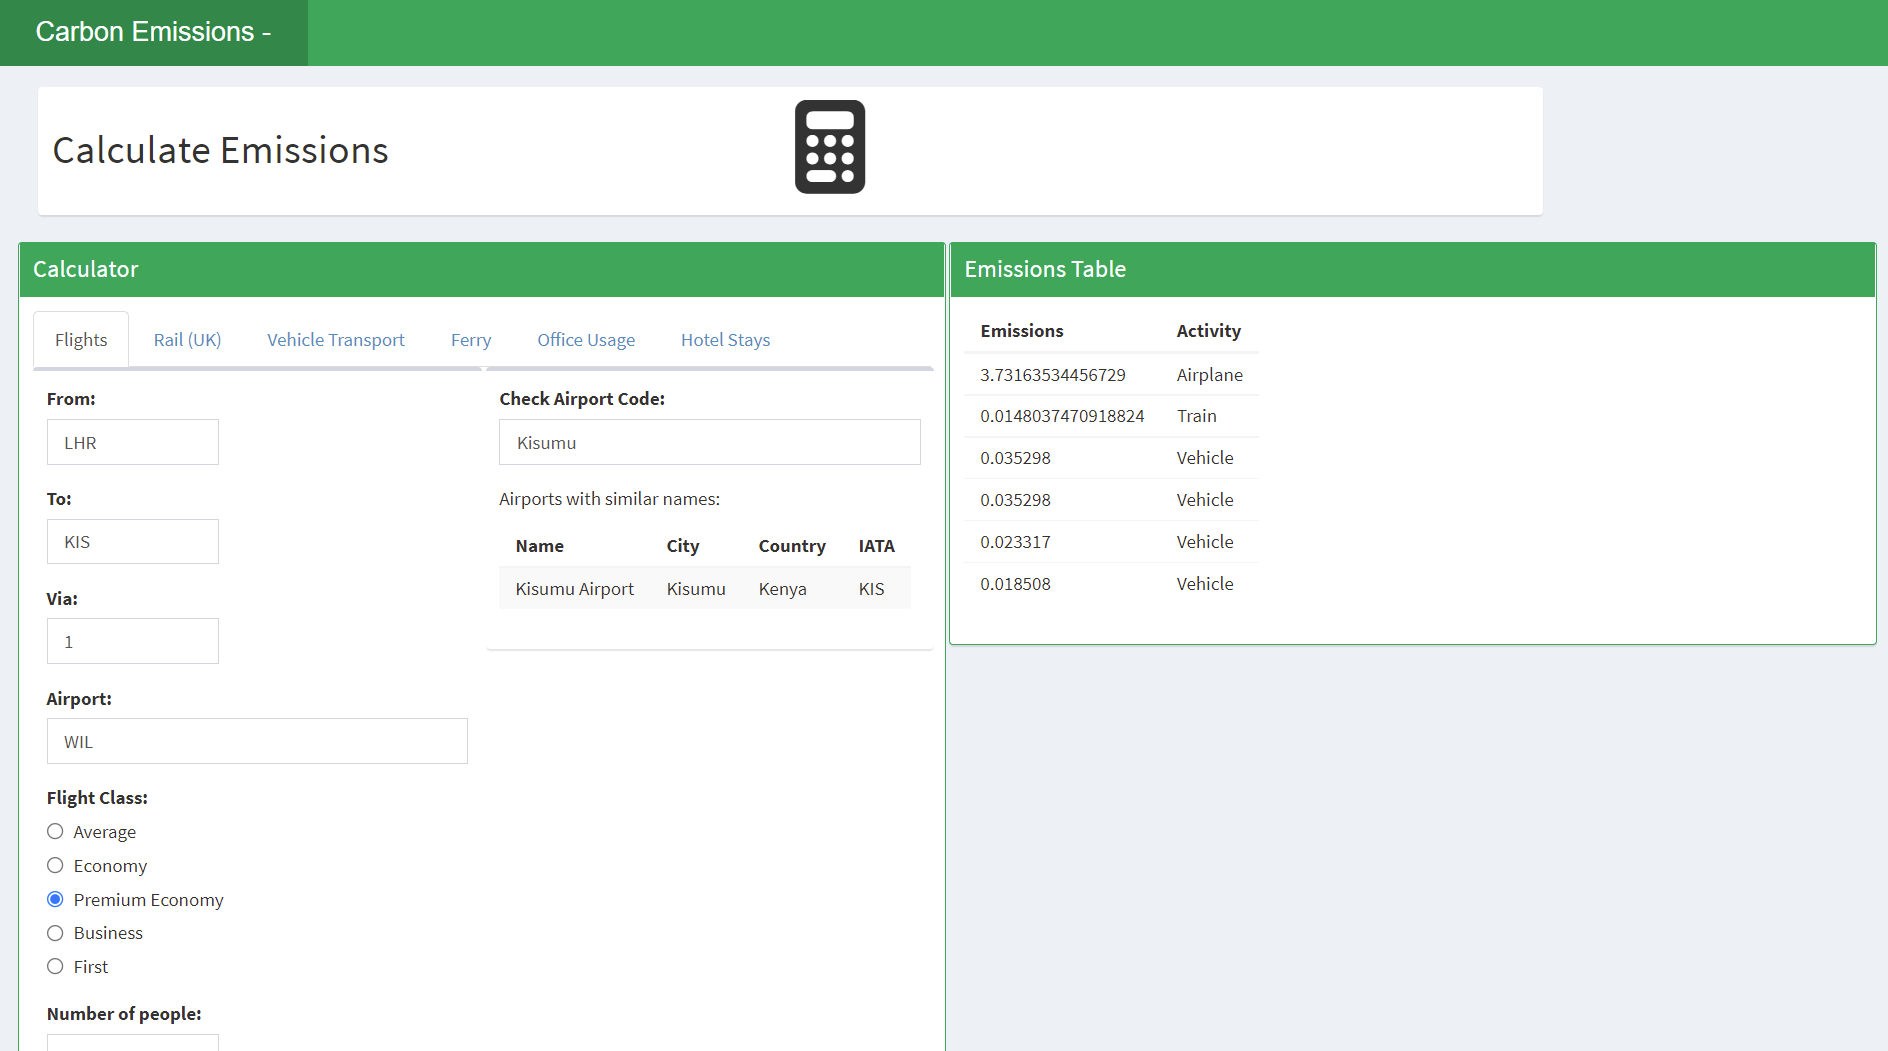 Carbon Emissions -
Calculate Emissions
Calculator
Flights Rail (UK) Vehicle Transport Ferry Office Usage Hotel Stays
From:
LHR
To:
KIS
Via:
1
Airport:
WIL
Flight Class:
Average
Economy
Premium Economy
Business
First
Number of people:
Check Airport Code:
Kisumu
Airports with similar names:
Name City Country IATA
Kisumu Airport Kisumu Kenya KIS
Emissions Table
Emissions Activity
3.73163534456729 Airplane
0.0148037470918824 Train
0.035298 Vehicle
0.035298 Vehicle
0.023317 Vehicle
0.018508 Vehicle